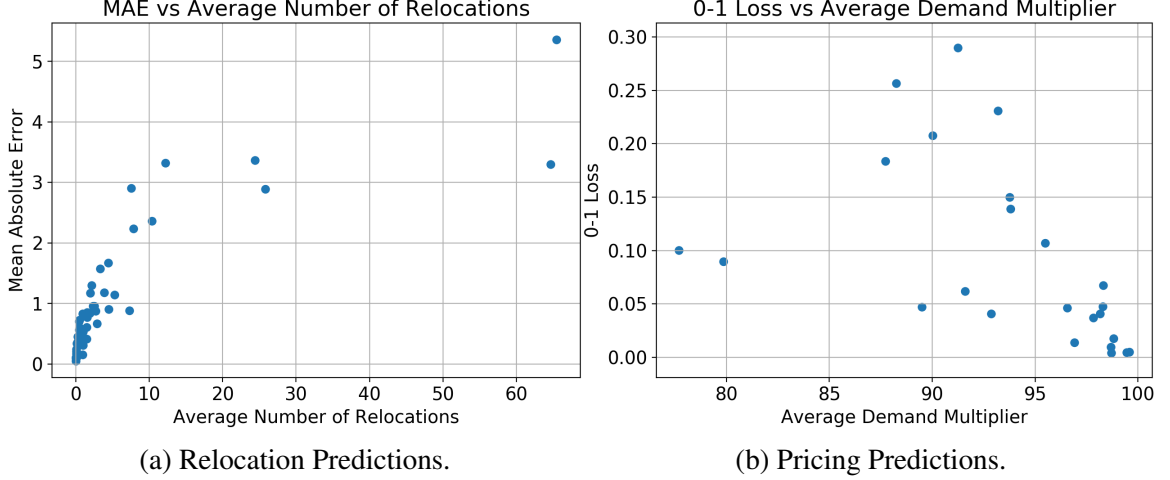 MAE vs Average Number of Relocations
Mean Absolute Error
5
4
3
2
1
0
0 10 20 30 40 50 60
Average Number of Relocations
(a) Relocation Predictions.
0-1 Loss vs Average Demand Multiplier
0-1 Loss
0.30
0.25
0.20
0.15
0.10
0.05
0.00
80 85 90 95 100
Average Demand Multiplier
(b) Pricing Predictions.